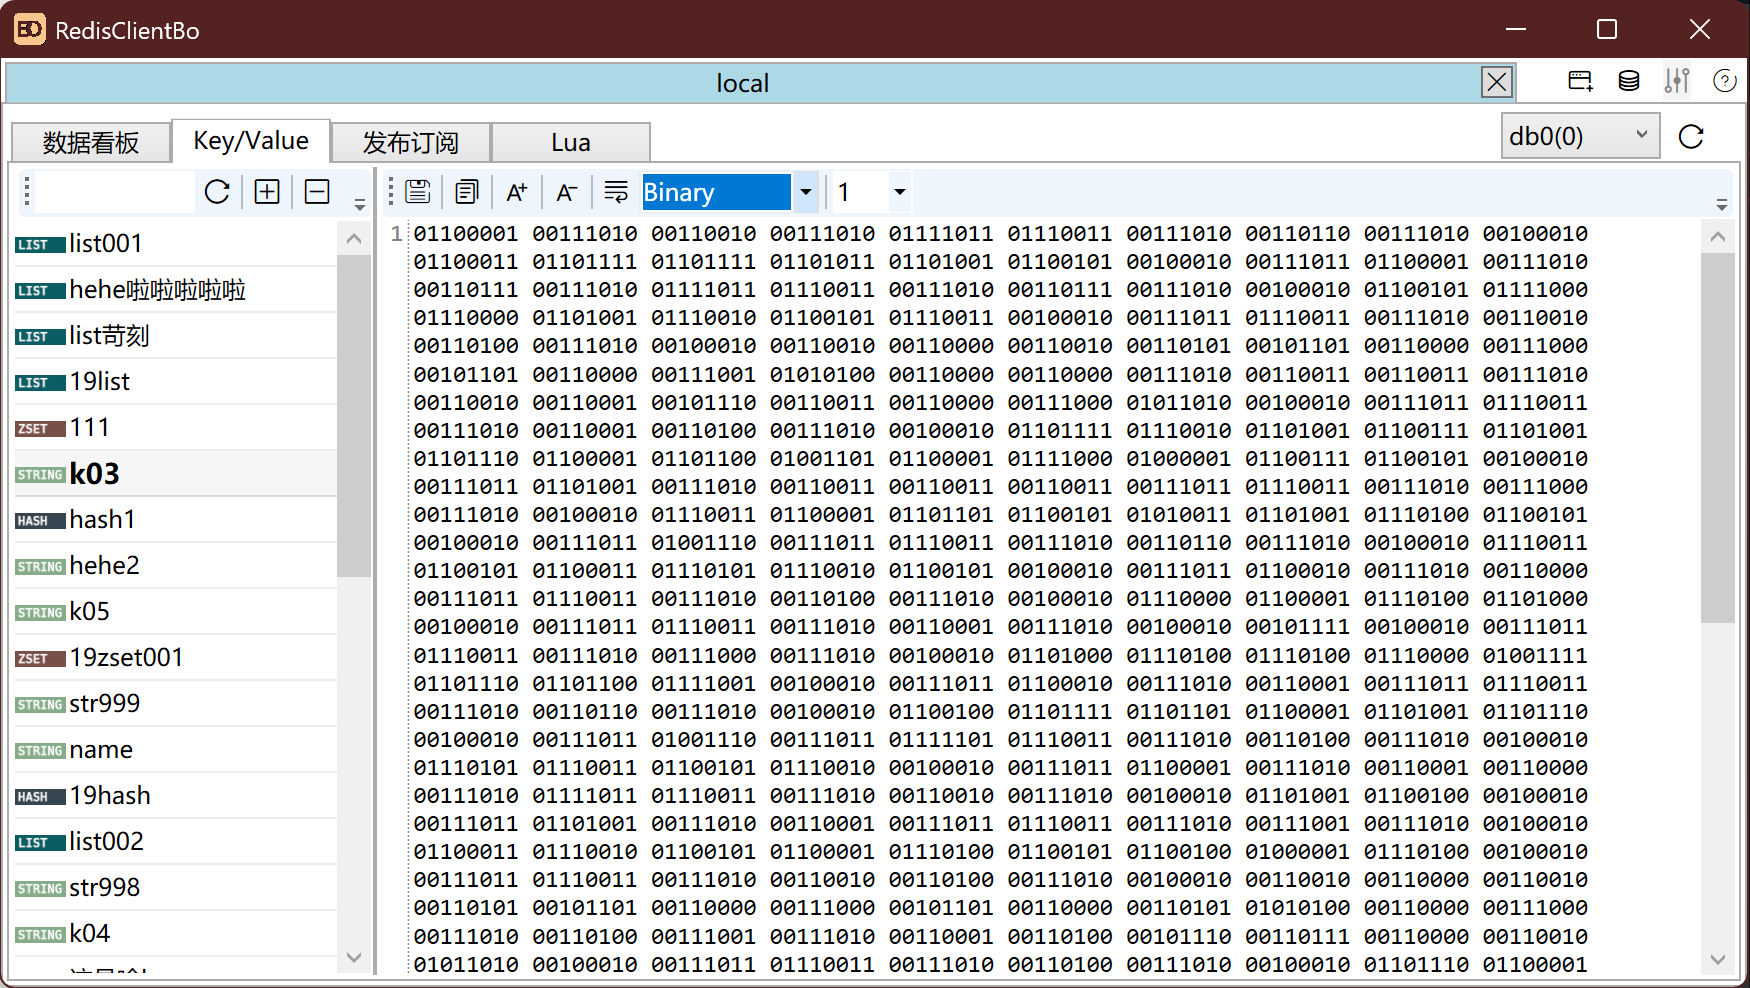 RedisClientBo
local
数据看板 Key/Value 发布订阅 Lua db0(0)
Binary 1
LIST list001
LIST hehe啦啦啦啦啦
LIST list苛刻
LIST 19list
ZSET 111
STRING k03
HASH hash1
STRING hehe2
STRING k05
ZSET 19zset001
STRING str999
STRING name
HASH 19hash
LIST list002
STRING str998
STRING k04
1 01100001 00111010 00110010 00111010 01111011 01110011 00111010 00110110 00111010 00100010
01100011 01101111 01101111 01101011 01101001 01100101 00100010 00111011 01100001 00111010
00110111 00111010 01111011 01110011 00111010 00110111 00111010 00100010 01100101 01111000
01110000 01101001 01110010 01100101 01110011 00100010 00111011 01110011 00111010 00110010
00110100 00111010 00100010 00110010 00110000 00110010 00110101 00101101 00110000 00111000
00101101 00110000 00111001 01010100 00110000 00110000 00111010 00110011 00110011 00111010
00110010 00110001 00101110 00110011 00110000 00111000 01011010 00100010 00111011 01110011
00111010 00110001 00110100 00111010 00100010 01101111 01110010 01101001 01100111 01101001
01101110 01100001 01101100 01001101 01100001 01111000 01000001 01100111 01100101 00100010
00111011 01101001 00111010 00110011 00110011 00110011 00111011 01110011 00111010 00111000
00111010 00100010 01110011 01100001 01101101 01100101 01010011 01101001 01110100 01100101
00100010 00111011 01001110 00111011 01110011 00111010 00110110 00111010 00100010 01110011
01100101 01100011 01110101 01110010 01100101 00100010 00111011 01100010 00111010 00110000
00111011 01110011 00111010 00110100 00111010 00100010 01110000 01100001 01110100 01101000
00100010 00111011 01110011 00111010 00110001 00111010 00100010 00101111 00100010 00111011
01110011 00111010 00111000 00111010 00100010 01101000 01110100 01110100 01110000 01001111
01101110 01101100 01111001 00100010 00111011 01100010 00111010 00110001 00111011 01110011
00111010 00110110 00111010 00100010 01100100 01101111 01101101 01100001 01101001 01101110
00100010 00111011 01001110 00111011 01111101 01110011 00111010 00110100 00111010 00100010
01110101 01110011 01100101 01110010 00100010 00111011 01100001 00111010 00110001 00110000
00111010 01111011 01110011 00111010 00110010 00111010 00100010 01101001 01100100 00100010
00111011 01101001 00111010 00110001 00111011 01110011 00111010 00111001 00111010 00100010
01100011 01110010 01100101 01100001 01110100 01100101 01100100 01000001 01110100 00100010
00111011 01110011 00111010 00110010 00110100 00111010 00100010 00110010 00110000 00110010
00110101 00101101 00110000 00111000 00101101 00110000 00110101 01010100 00110000 00111000
00111010 00110100 00111001 00111010 00110001 00110100 00101110 00110111 00110000 00110010
01011010 00100010 00111011 01110011 00111010 00110100 00111010 00100010 01101110 01100001